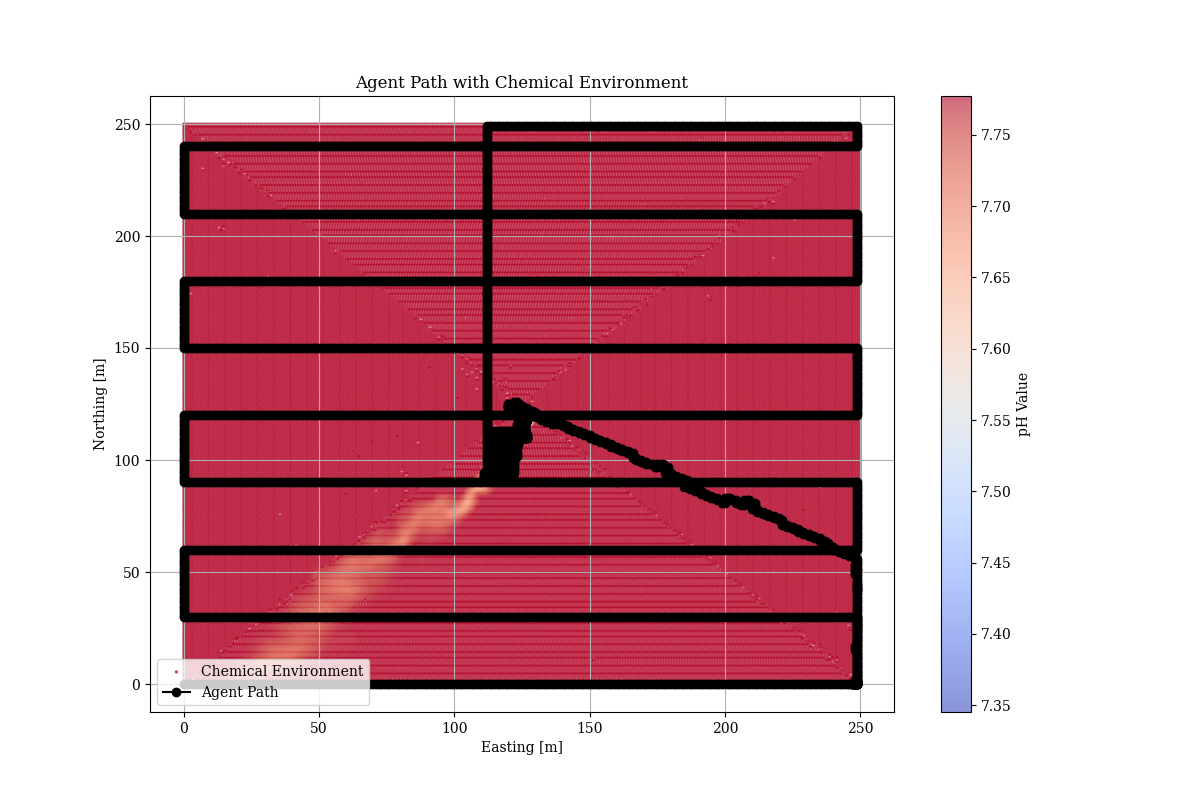 Agent Path with Chemical Environment
250
200
150
100
50
0
Northing [m]
0 50 100 150 200 250
Easting [m]
Chemical Environment
Agent Path
7.75
7.70
7.65
7.60
7.55
7.50
7.45
7.40
7.35
pH Value